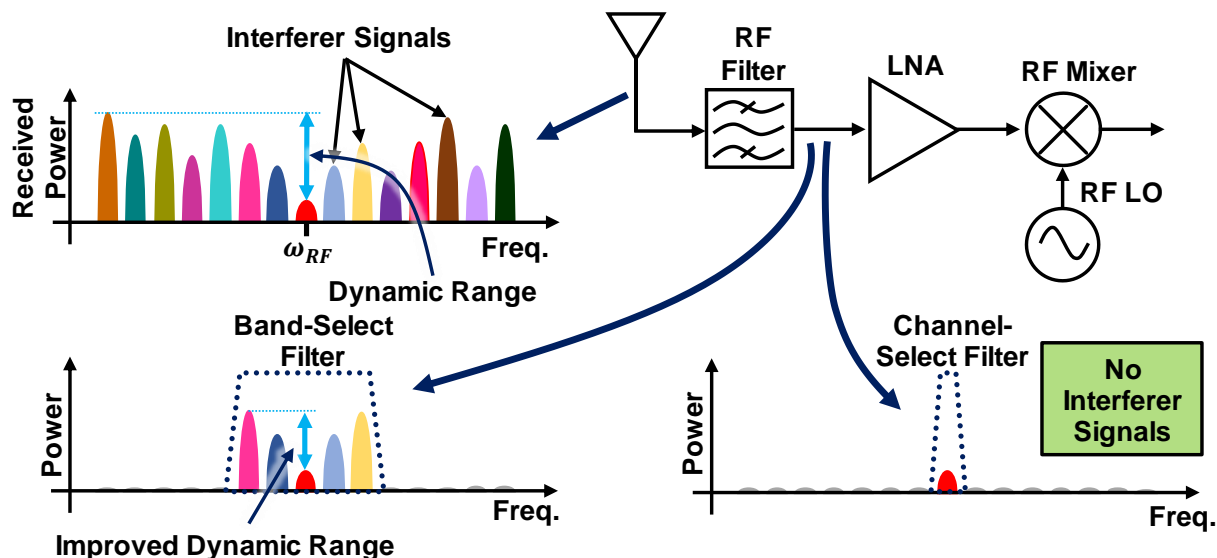 Interferer Signals
Received
Power
ω_RF
Freq.
Dynamic Range
RF
Filter
LNA
RF Mixer
RF LO
Band-Select
Filter
Power
Freq.
Improved Dynamic Range
Channel-
Select Filter
No
Interferer
Signals
Power
Freq.